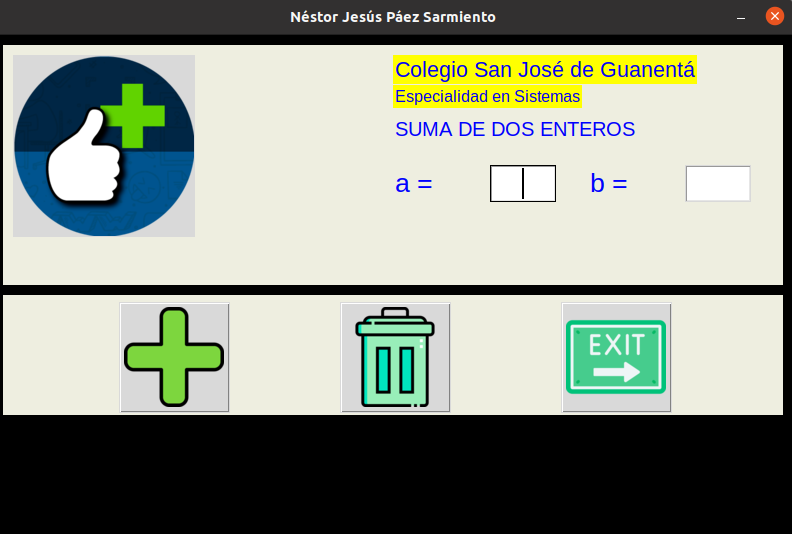 Néstor Jesús Páez Sarmiento
Colegio San José de Guanentá
Especialidad en Sistemas
SUMA DE DOS ENTEROS
a = b =
EXIT